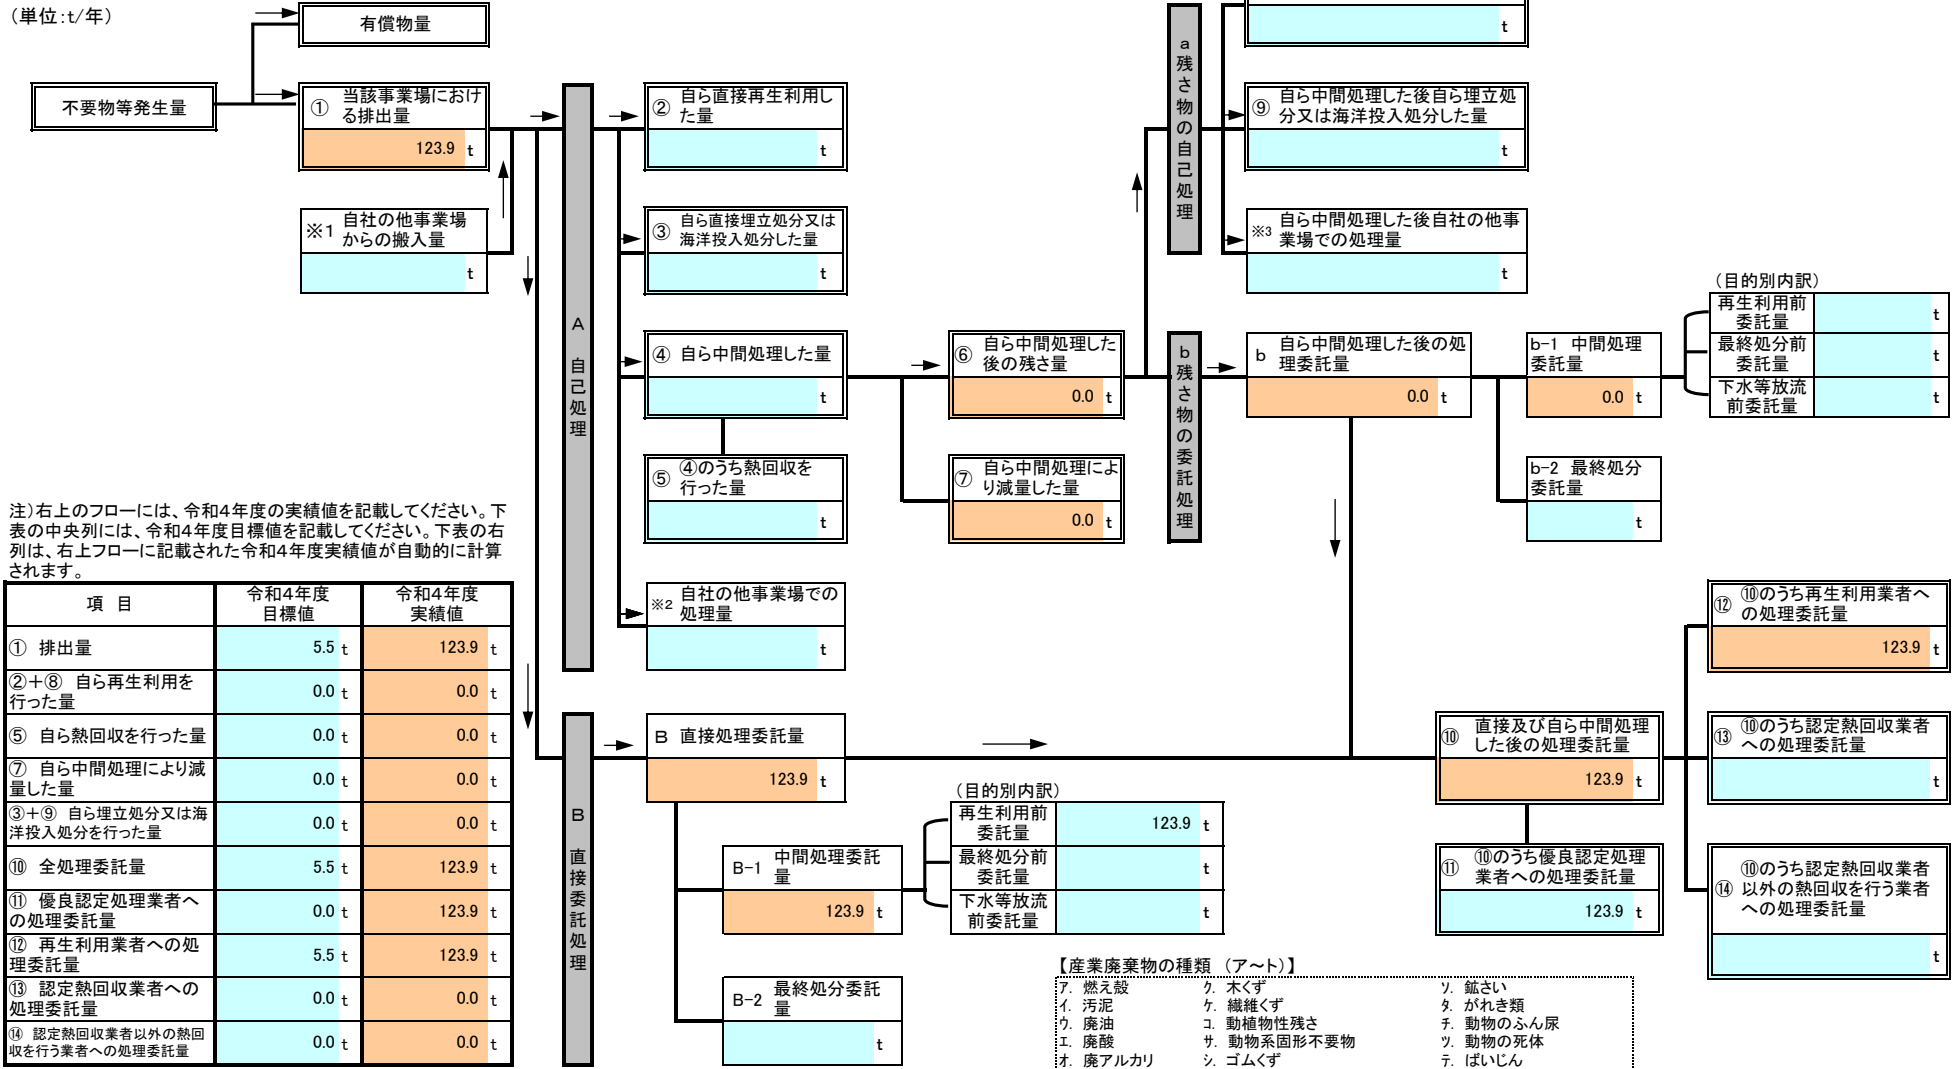 (単位:t/年)
有償物量
不要物等発生量
① 当該事業場におけ
る排出量
123.9 t
※1 自社の他事業場
からの搬入量
t
A 自己処理
② 自ら直接再生利用し
た量
t
③ 自ら直接埋立処分又は
海洋投入処分した量
t
④ 自ら中間処理した量
t
⑤ ④のうち熱回収を
行った量
t
※2 自社の他事業場での
処理量
t
⑥ 自ら中間処理した
後の残さ量
0.0 t
⑦ 自ら中間処理によ
り減量した量
0.0 t
a残さ物の自己処理
t
⑨ 自ら中間処理した後自ら埋立処
分又は海洋投入処分した量
t
※3 自ら中間処理した後自社の他事
業場での処理量
t
b残さ物の委託処理
b 自ら中間処理した後の処
理委託量
0.0 t
b-1 中間処理
委託量
0.0 t
b-2 最終処分
委託量
t
(目的別内訳)
再生利用前
委託量 t
最終処分前
委託量 t
下水等放流
前委託量 t
注)右上のフローには、令和4年度の実績値を記載してください。下
表の中央列には、令和4年度目標値を記載してください。下表の右
列は、右上フローに記載された令和4年度実績値が自動的に計算
されます。
項 目 令和4年度 目標値 令和4年度 実績値
① 排出量 5.5 t 123.9 t
②+⑧ 自ら再生利用を
行った量 0.0 t 0.0 t
⑤ 自ら熱回収を行った量 0.0 t 0.0 t
⑦ 自ら中間処理により減
量した量 0.0 t 0.0 t
③+⑨ 自ら埋立処分又は海
洋投入処分を行った量 0.0 t 0.0 t
⑩ 全処理委託量 5.5 t 123.9 t
⑪ 優良認定処理業者へ
の処理委託量 0.0 t 123.9 t
⑫ 再生利用業者への処
理委託量 5.5 t 123.9 t
⑬ 認定熱回収業者への
処理委託量 0.0 t 0.0 t
⑭ 認定熱回収業者以外の熱回
収を行う業者への処理委託量 0.0 t 0.0 t
B 直接委託処理
B 直接処理委託量
123.9 t
B-1 中間処理委託
量
123.9 t
B-2 最終処分委託
量
t
(目的別内訳)
再生利用前
委託量 123.9 t
最終処分前
委託量 t
下水等放流
前委託量 t
⑩ 直接及び自ら中間処理
した後の処理委託量
123.9 t
⑪ ⑩のうち優良認定処理
業者への処理委託量
123.9 t
⑫ ⑩のうち再生利用業者へ
の処理委託量
123.9 t
⑬ ⑩のうち認定熱回収業者
への処理委託量
t
⑭ ⑩のうち認定熱回収業者
以外の熱回収を行う業者
への処理委託量
t
【産業廃棄物の種類 (ア~ト)】
ア. 燃え殻 ク. 木くず ソ. 鉱さい
イ. 汚泥 ケ. 繊維くず タ. がれき類
ウ. 廃油 コ. 動植物性残さ チ. 動物のふん尿
エ. 廃酸 サ. 動物系固形不要物 ツ. 動物の死体
オ. 廃アルカリ シ. ゴムくず テ. ばいじん